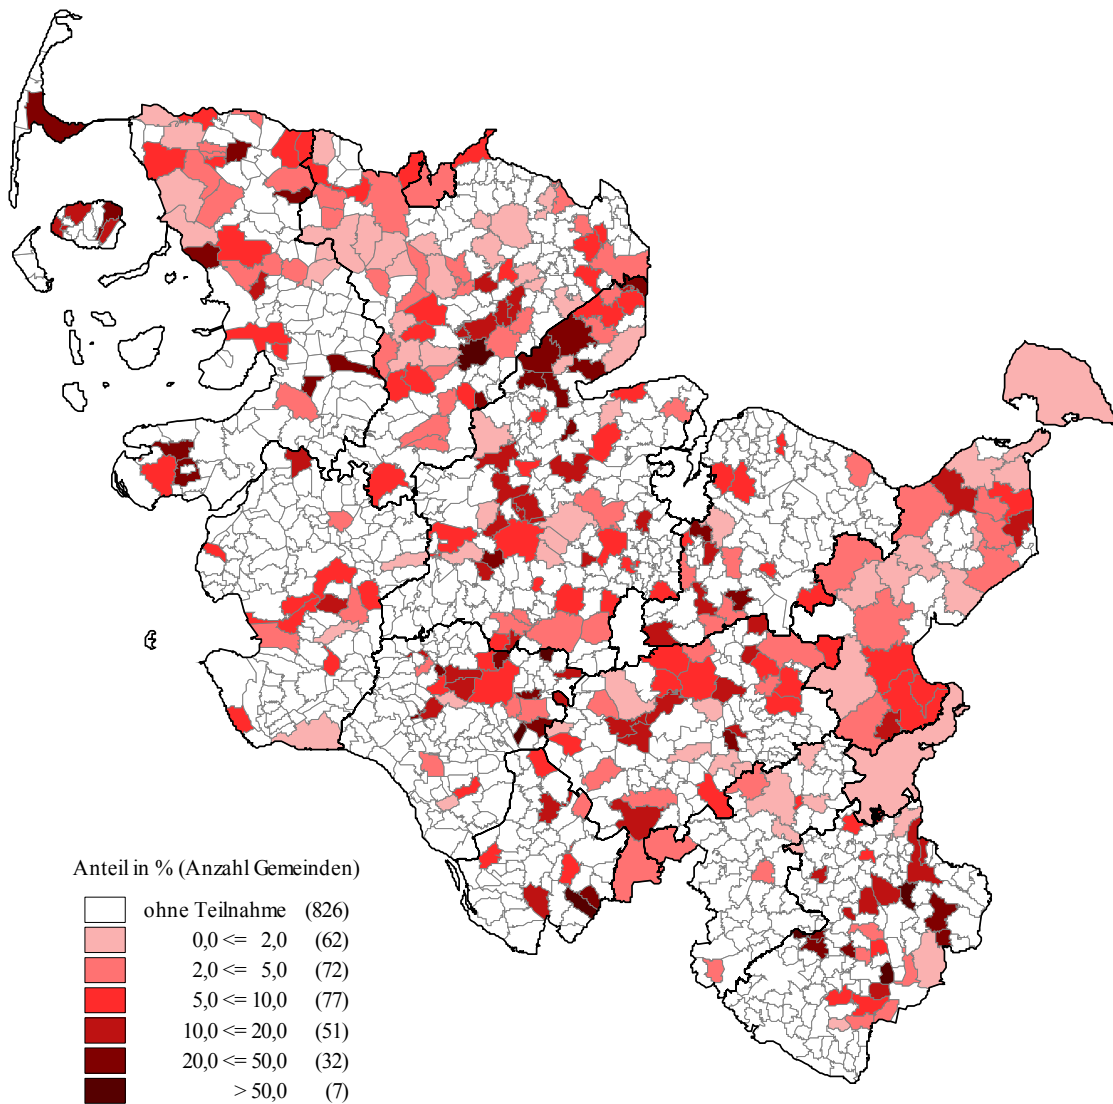 Anteil in % (Anzahl Gemeinden)
ohne Teilnahme (826)
0,0 <= 2,0 (62)
2,0 <= 5,0 (72)
5,0 <= 10,0 (77)
10,0 <= 20,0 (51)
20,0 <= 50,0 (32)
> 50,0 (7)